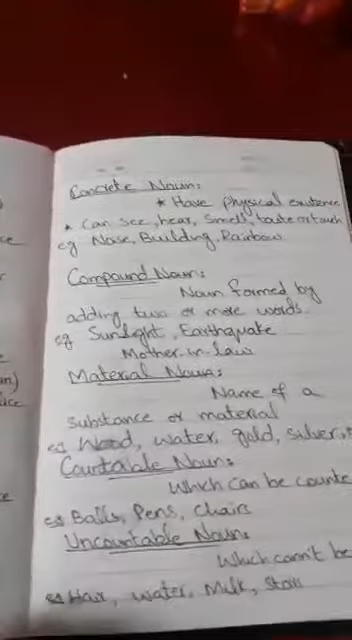 Concrete Noun:
* Have Physical existence
* Can see, hear, Smell, taste or touch
eg Nose, Building, Rainbow
Compound Noun:
Noun formed by
adding two or more words.
eg Sunlight, Earthquake
Mother-in-law
Material Noun:
Name of a
substance or material
eg Wood, water, gold, silver,
Countable Noun:
Which can be counte
eg Balls, Pens, Chairs
Uncountable Noun:
Which can't be
eg Hair, water, Milk,